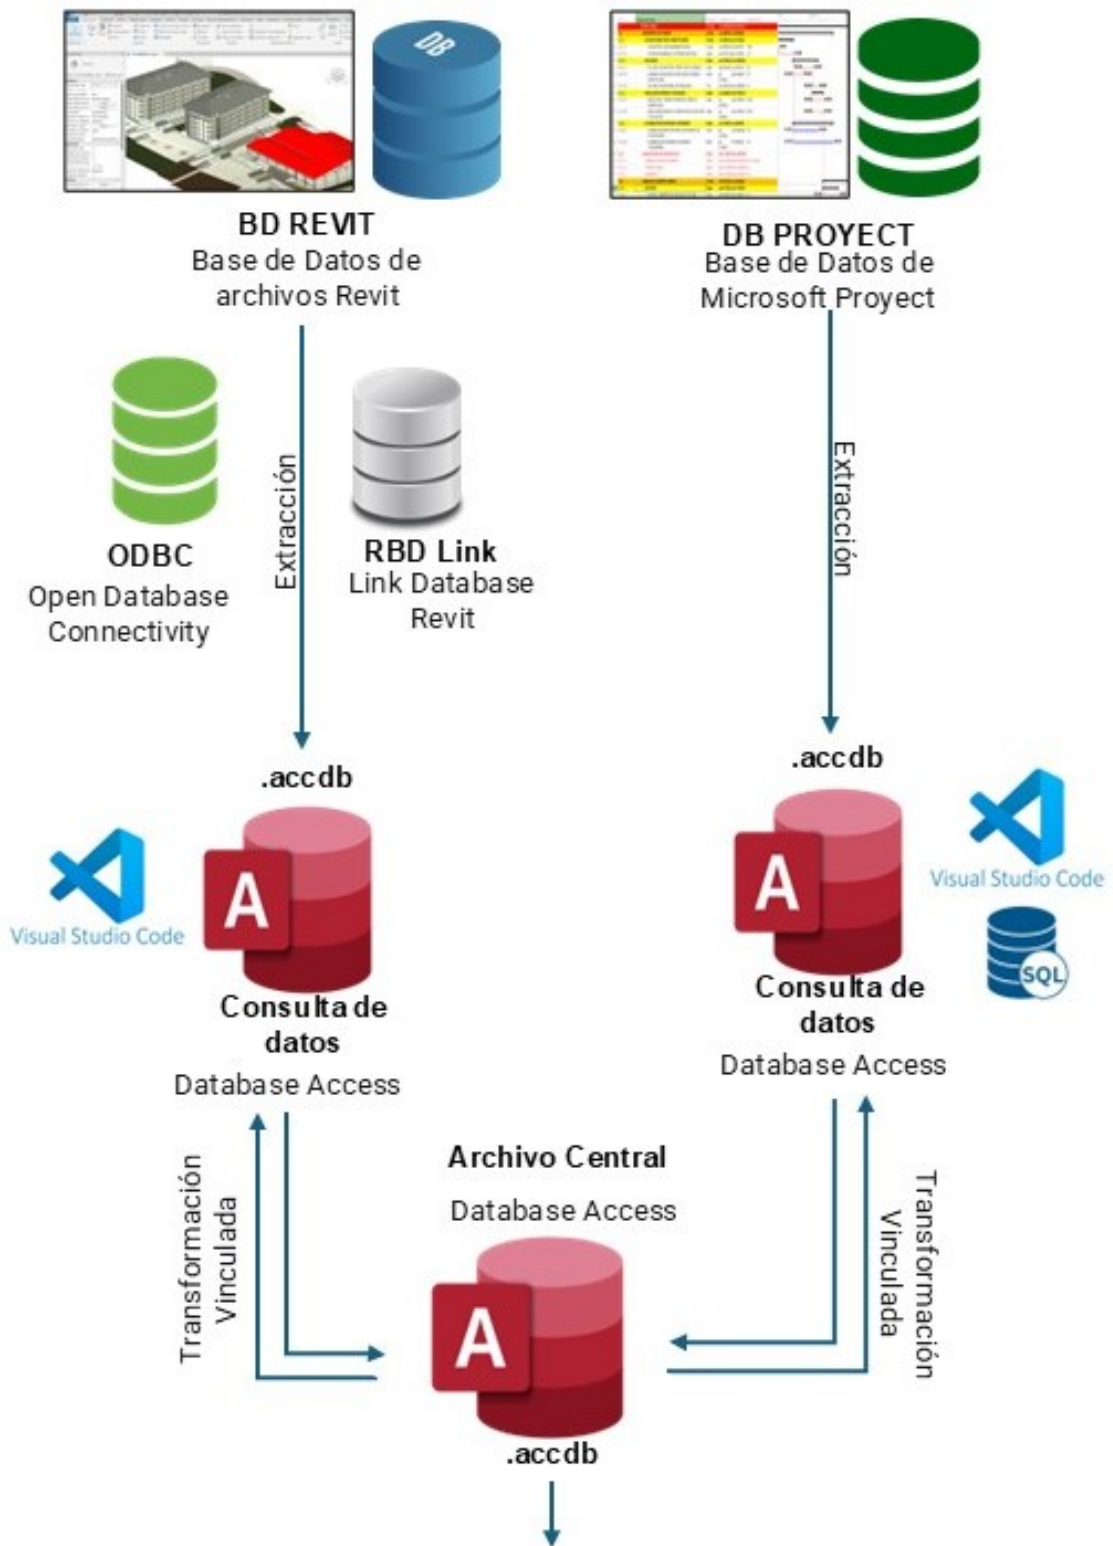 DB
BD REVIT
Base de Datos de
archivos Revit
DB PROYECT
Base de Datos de
Microsoft Proyect
Extracción
ODBC
Open Database
Connectivity
RBD Link
Link Database
Revit
Extracción
.accdb
Visual Studio Code
A
Consulta de
datos
Database Access
.accdb
A
Visual Studio Code
SQL
Consulta de
datos
Database Access
Transformación
Vinculada
Archivo Central
Database Access
A
.accdb
Transformación
Vinculada